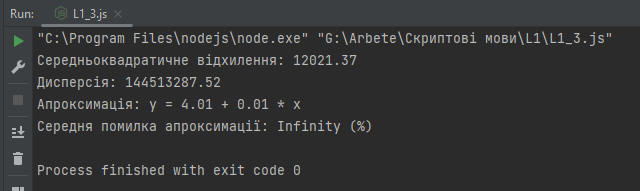 Run:
L1_3.js
"C:\Program Files\nodejs\node.exe" "G:\Arbete\Скриптові мови\L1\L1_3.js"
Середньоквадратичне відхилення: 12021.37
Дисперсія: 144513287.52
Апроксимація: y = 4.01 + 0.01 * x
Середня помилка апроксимації: Infinity (%)
Process finished with exit code 0